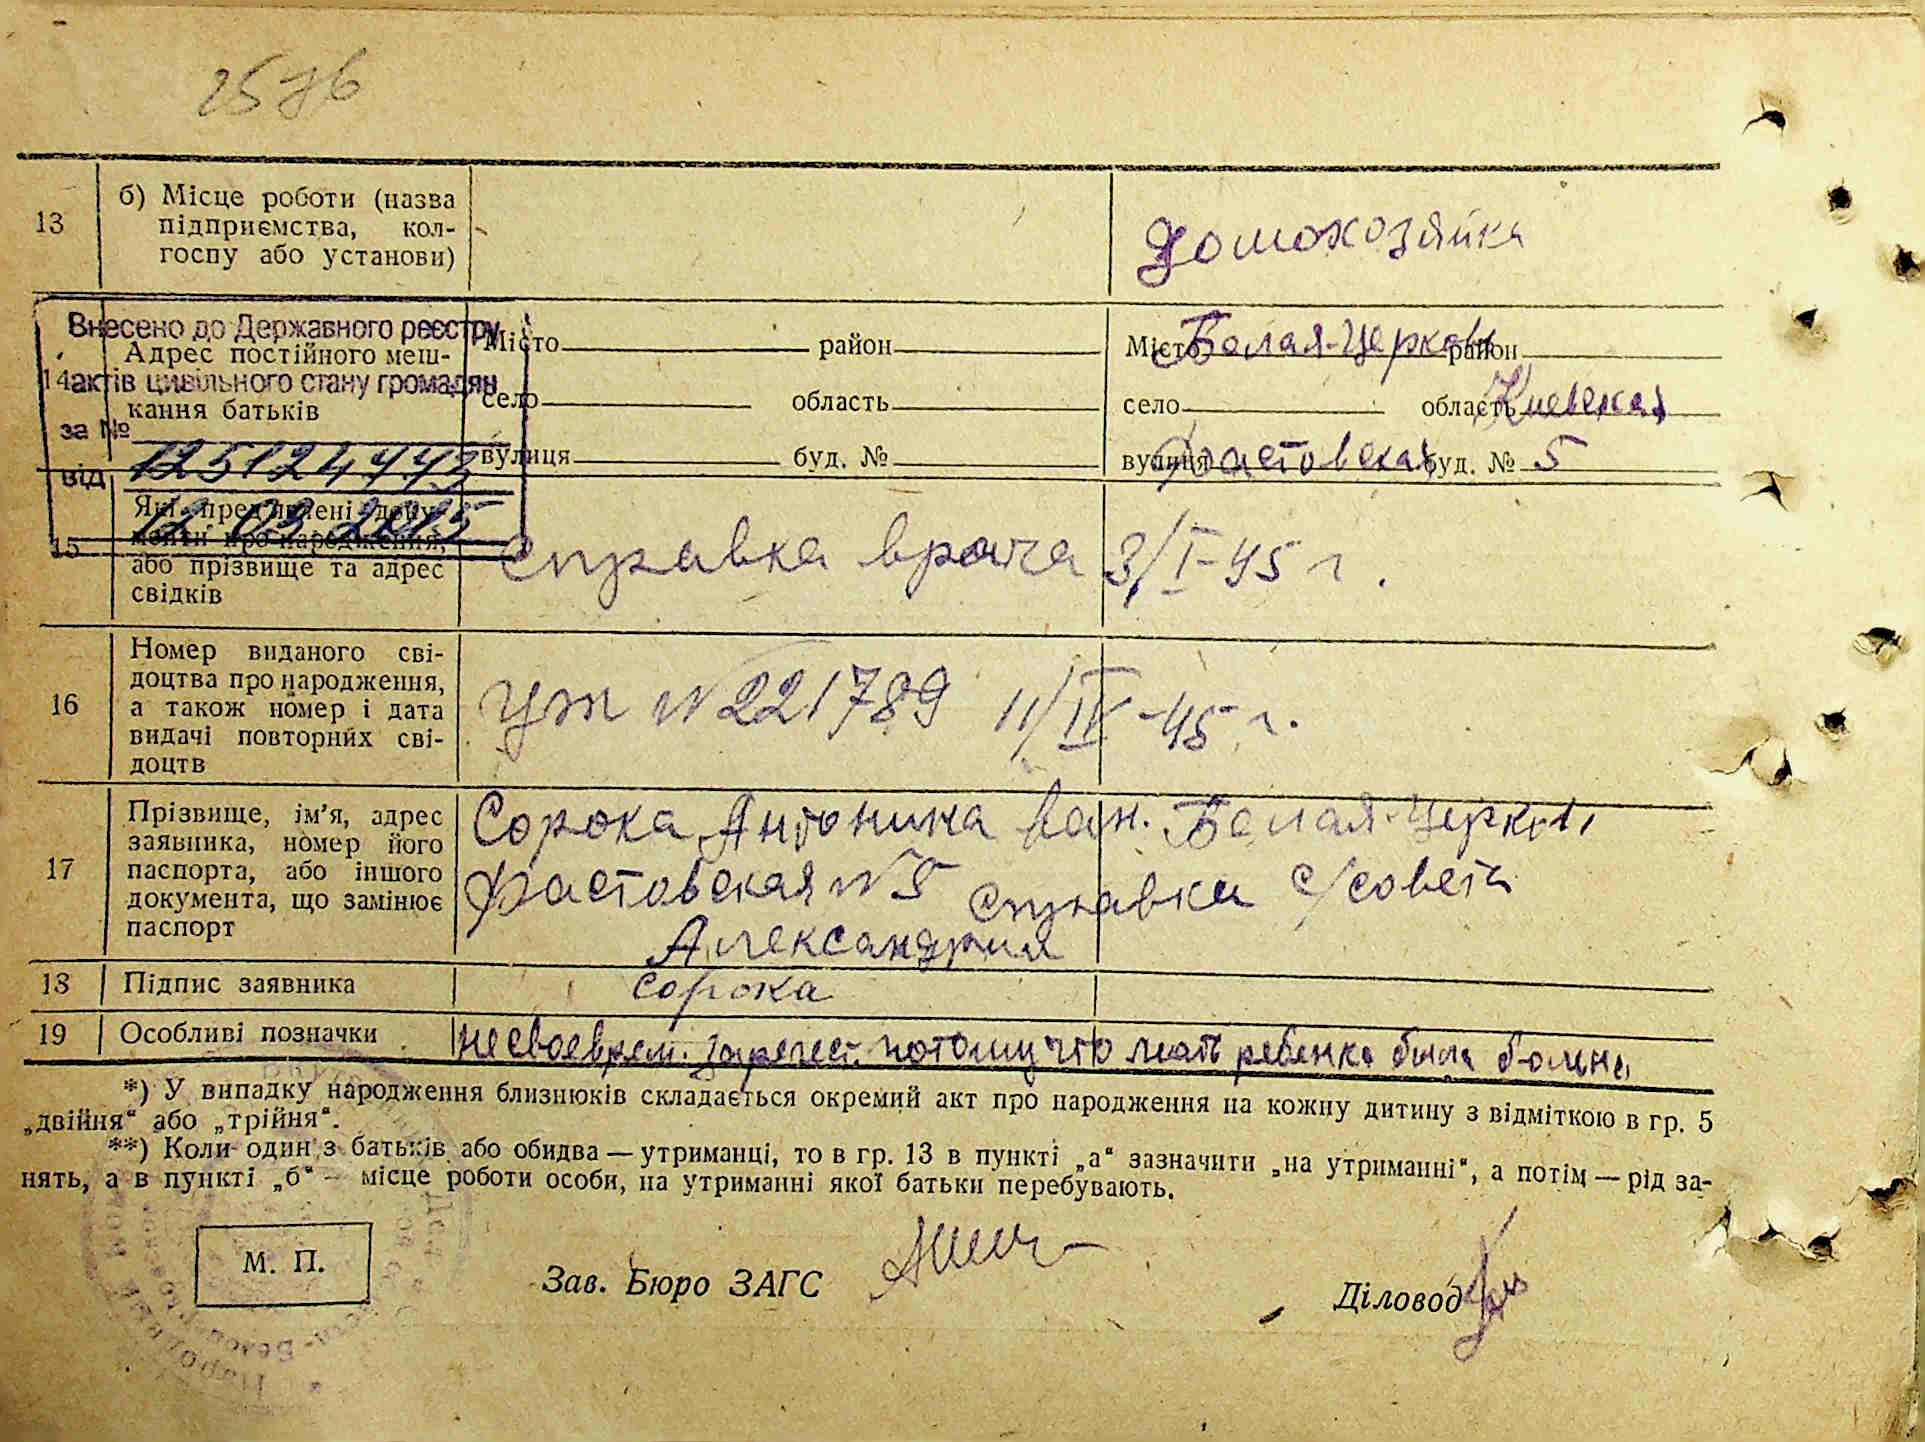 2576
13
б) Місце роботи (назва
підприємства, кол-
госпу або установи)
домохозяйка
Внесено до Державного реєстру
актів цивільного стану громадян
за №
12512444
від
12 03 2015
14
Адрес постійного меш-
кання батьків
Місто район
село область
вулиця буд. №
Місто Белая-Церковь район
село область Киевская
вулиця Фастовская буд. № 5
15
Які пред'явлені доку-
менти про народження,
або прізвище та адрес
свідків
справка врача 3/I-45 г.
16
Номер виданого сві-
доцтва про народження,
а також номер і дата
видачі повторних сві-
доцтв
УЖ № 221789 11/IV-45 г.
17
Прізвище, ім'я, адрес
заявника, номер його
паспорта, або іншого
документа, що замінює
паспорт
Сорока Антонина Белая-Церковь
Фастовская № 5 справка с/совета
Александрия
13
Підпис заявника
Сорока
19
Особливі позначки
несвоеврем. зарегест. потому что мать ребенка была больна
*) У випадку народження близнюків складається окремий акт про народження на кожну дитину з відміткою в гр. 5
„двійня“ або „трійня“.
**) Коли один з батьків або обидва — утриманці, то в гр. 13 в пункті „а“ зазначити „на утриманні“, а потім — рід за-
нять, а в пункті „б“ — місце роботи особи, на утриманні якої батьки перебувають.
М. П.
Зав. Бюро ЗАГС
Діловод